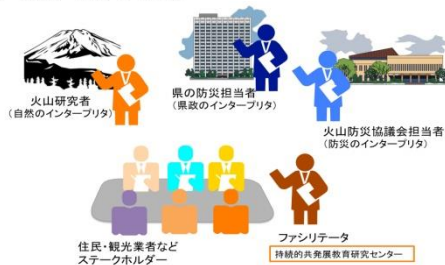 火山研究者
(自然のインタープリタ)
県の防災担当者
(県政のインタープリタ)
火山防災協議会担当者
(防災のインタープリタ)
住民・観光業者など
ステークホルダー
ファシリテータ
持続的共発展教育研究センター